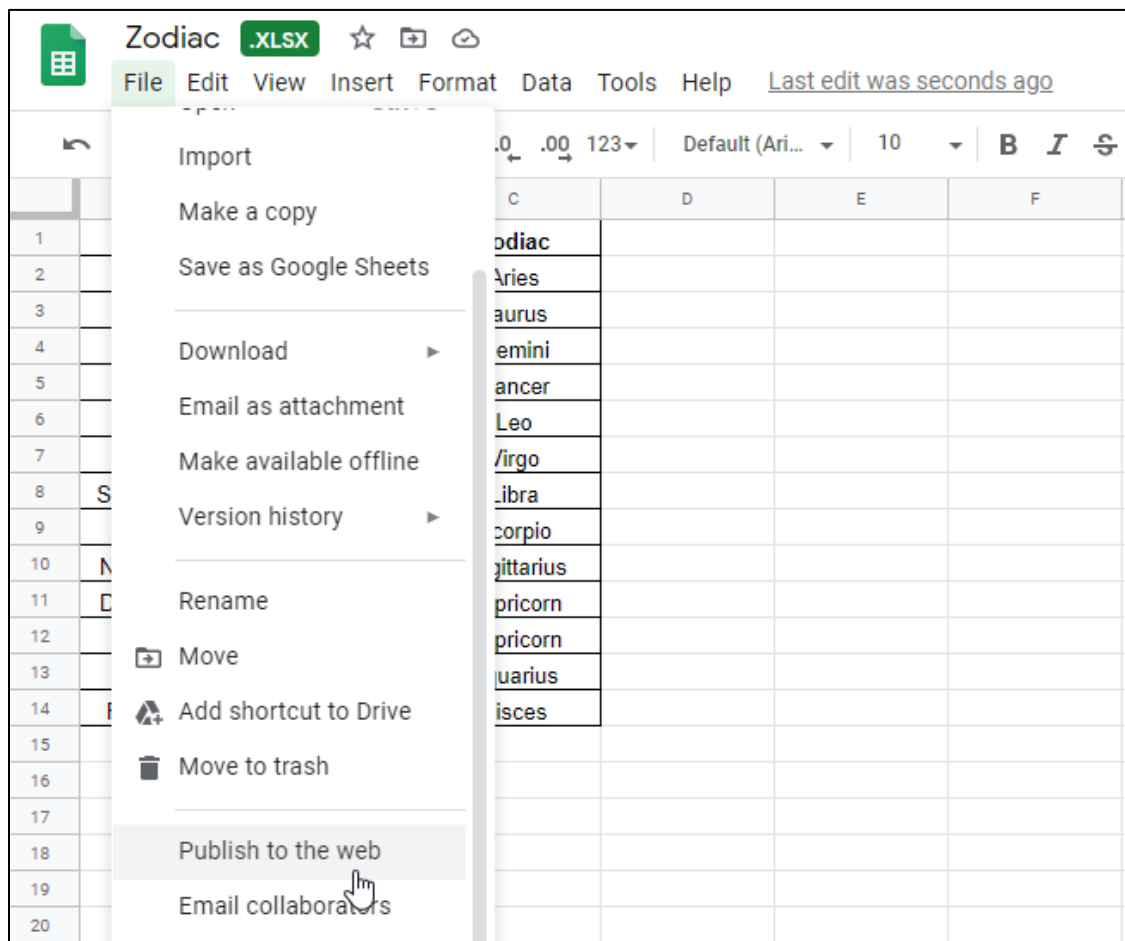 Zodiac .XLSX
File Edit View Insert Format Data Tools Help Last edit was seconds ago
.0 .00 123 Default (Ari... 10 B I S
Import
Make a copy
Save as Google Sheets
Download
Email as attachment
Make available offline
Version history
Rename
Move
Add shortcut to Drive
Move to trash
Publish to the web
Email collaborators
C D E F
1 odiac
2 Aries
3 aurus
4 emini
5 ancer
6 Leo
7 Virgo
8 S Libra
9 corpio
10 N gittarius
11 D pricorn
12 pricorn
13 uarius
14 F isces
15
16
17
18
19
20